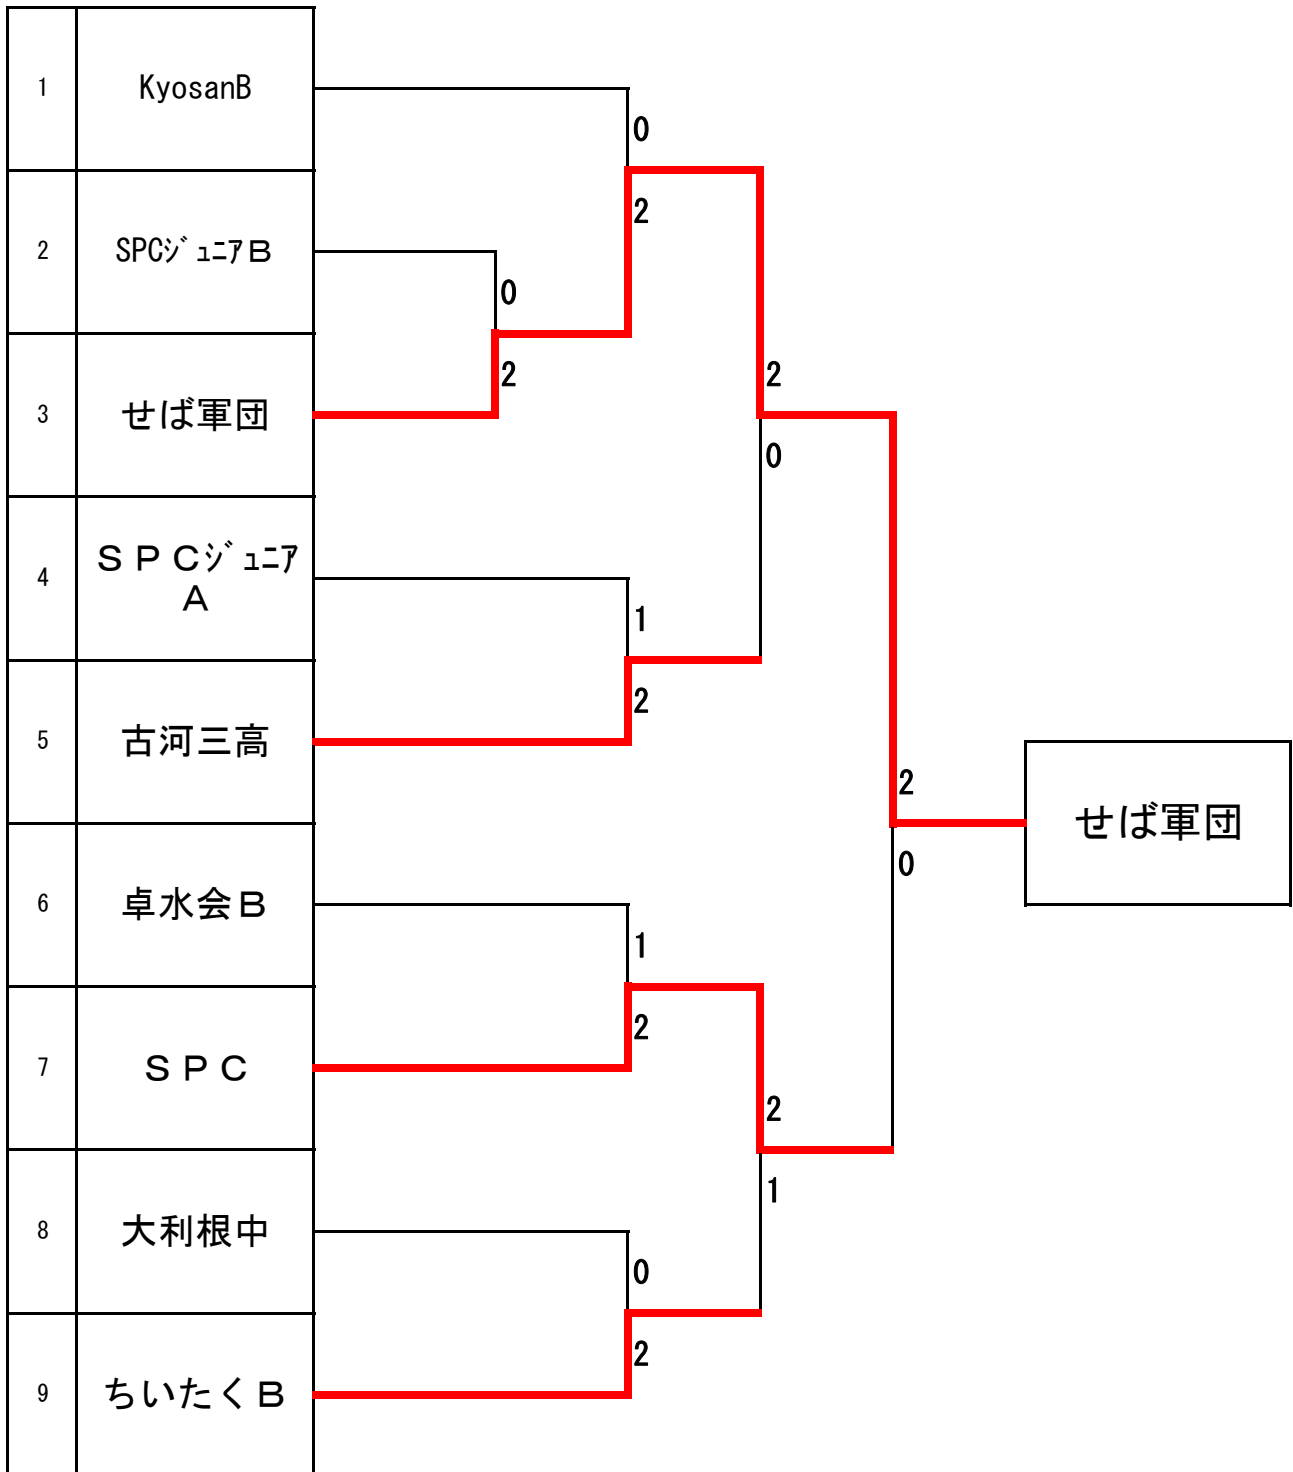 1 KyosanB
0
2
2 SPCｼﾞｭﾆｱＢ
0
2
3 せば軍団
2
0
4 ＳＰＣｼﾞｭﾆｱ
Ａ
1
2
5 古河三高
2
せば軍団
0
6 卓水会Ｂ
1
2
7 ＳＰＣ
2
1
8 大利根中
0
2
9 ちいたくＢ